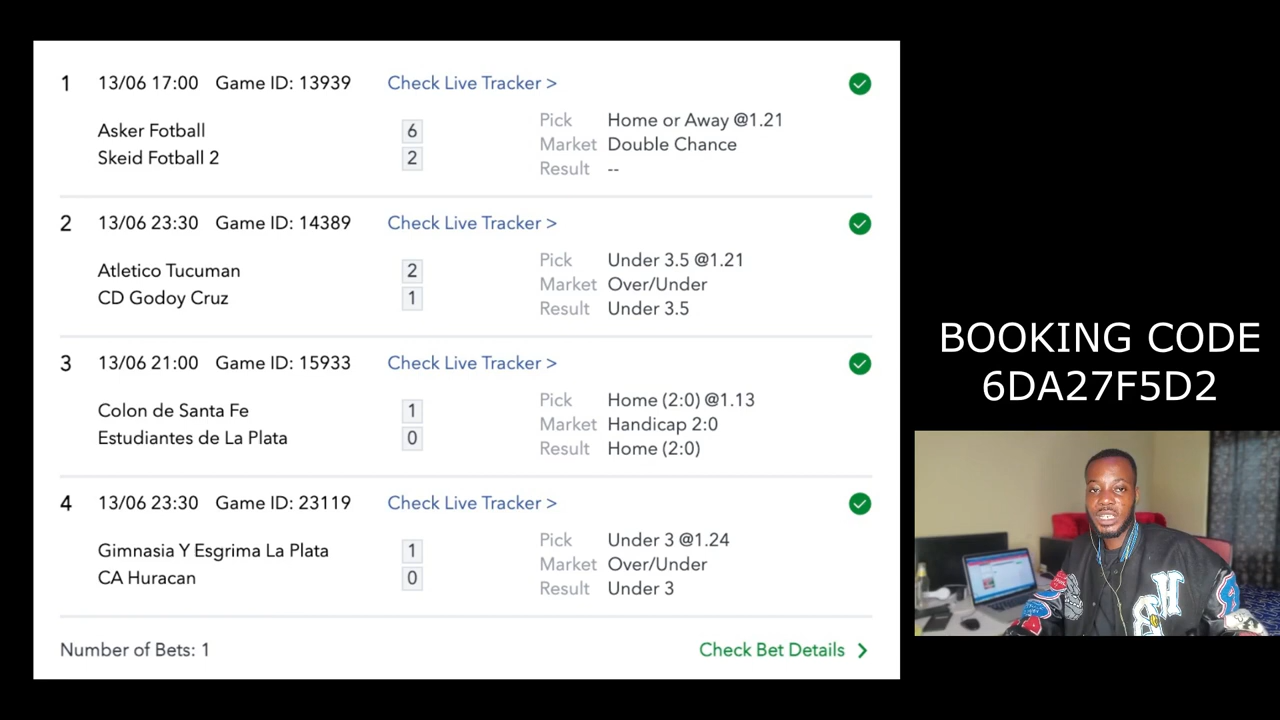 1 13/06 17:00 Game ID: 13939 Check Live Tracker >
Asker Fotball 6
Skeid Fotball 2 2
Pick Home or Away @1.21
Market Double Chance
Result --
2 13/06 23:30 Game ID: 14389 Check Live Tracker >
Atletico Tucuman 2
CD Godoy Cruz 1
Pick Under 3.5 @1.21
Market Over/Under
Result Under 3.5
3 13/06 21:00 Game ID: 15933 Check Live Tracker >
Colon de Santa Fe 1
Estudiantes de La Plata 0
Pick Home (2:0) @1.13
Market Handicap 2:0
Result Home (2:0)
4 13/06 23:30 Game ID: 23119 Check Live Tracker >
Gimnasia Y Esgrima La Plata 1
CA Huracan 0
Pick Under 3 @1.24
Market Over/Under
Result Under 3
Number of Bets: 1
Check Bet Details >
BOOKING CODE
6DA27F5D2
H